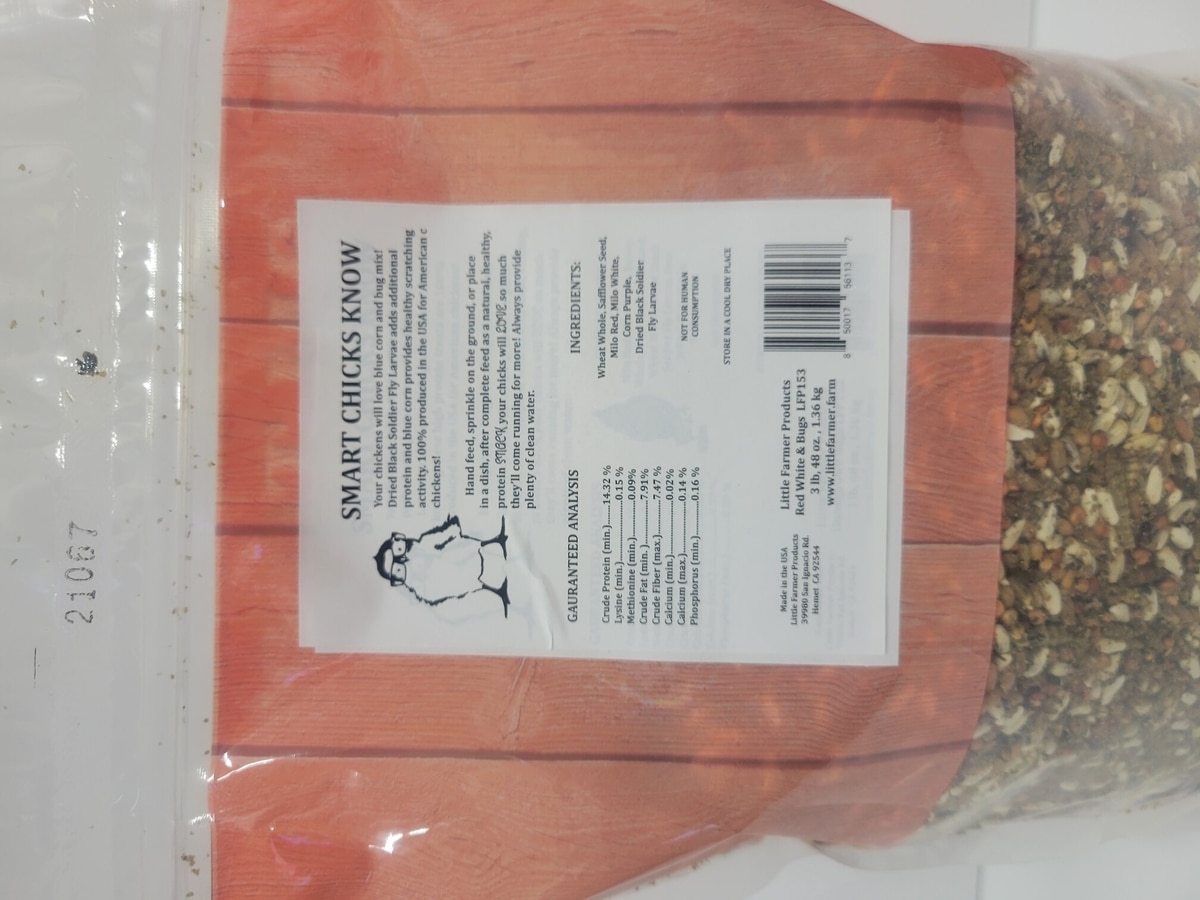 21067
SMART CHICKS KNOW
Your chickens will love blue corn and bug mix!
Dried Black Soldier Fly Larvae adds additional
protein and blue corn provides healthy scratching
activity. 100% produced in the USA for American c
chickens!
Hand feed, sprinkle on the ground, or place
in a dish, after complete feed as a natural, healthy,
protein SNACK your chicks will LOVE so much
they'll come running for more! Always provide
plenty of clean water.
GAURANTEED ANALYSIS
Crude Protein (min.)......14.32 %
Lysine (min.)....................0.15 %
Methionine (min.)............0.09%
Crude Fat (min. )..............7.91%
Crude Fiber (max.)...........7.47 %
Calcium (min.)..................0.02%
Calcium (max.).................0.14 %
Phosphorus (min.)...........0.16 %
INGREDIENTS:
Wheat Whole, Safflower Seed,
Milo Red, Milo White,
Corn Purple,
Dried Black Soldier
Fly Larvae
NOT FOR HUMAN
CONSUMPTION
STORE IN A COOL DRY PLACE
Made in the USA
Little Farmer Products
39980 San Ignacio Rd.
Hemet CA 92544
Little Farmer Products
Red White & Bugs LFP153
3 lb, 48 oz , 1.36 kg
www.littlefarmer.farm
8 50017 56113 7